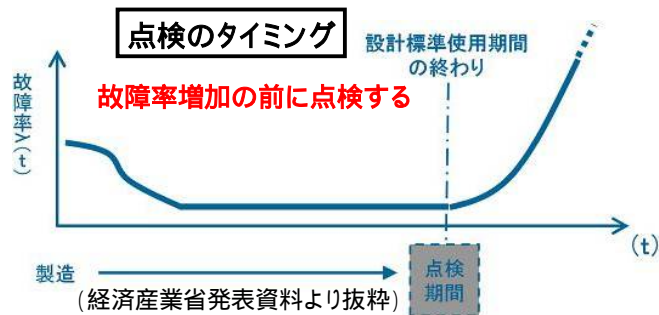 点検のタイミング
設計標準使用期間
の終わり
故障率増加の前に点検する
故障率λ(t)
(t)
製造
点検
期間
(経済産業省発表資料より抜粋)